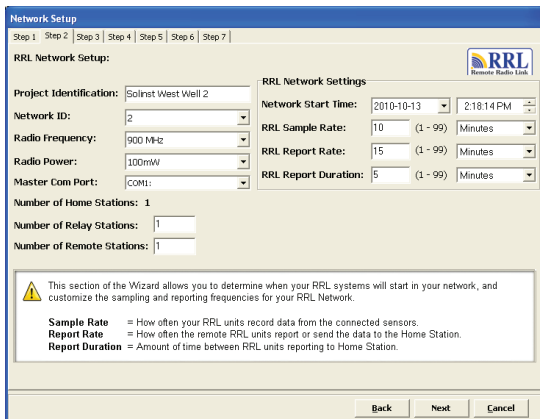 Network Setup
Step 1 Step 2 Step 3 Step 4 Step 5 Step 6 Step 7
RRL Network Setup:
RRL
Remote Radio Link
Project Identification: Solinst West Well 2
Network ID: 2
Radio Frequency: 900 MHz
Radio Power: 100mW
Master Com Port: COM1:
Number of Home Stations: 1
Number of Relay Stations: 1
Number of Remote Stations: 1
RRL Network Settings
Network Start Time: 2010-10-13 2:18:14 PM
RRL Sample Rate: 10 (1 - 99) Minutes
RRL Report Rate: 15 (1 - 99) Minutes
RRL Report Duration: 5 (1 - 99) Minutes
This section of the Wizard allows you to determine when your RRL systems will start in your network, and
customize the sampling and reporting frequencies for your RRL Network.
Sample Rate = How often your RRL units record data from the connected sensors.
Report Rate = How often the remote RRL units report or send the data to the Home Station.
Report Duration = Amount of time between RRL units reporting to Home Station.
Back Next Cancel